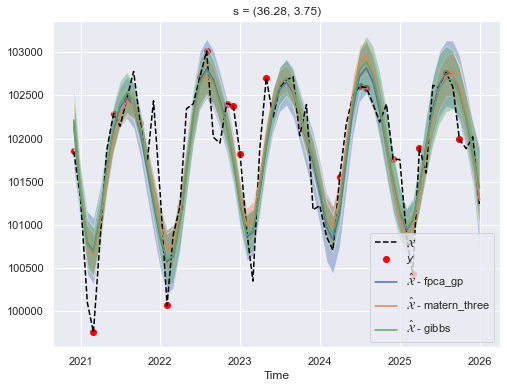 s = (36.28, 3.75)
103000
102500
102000
101500
101000
100500
100000
𝒳
y
𝒳̂ - fpca_gp
𝒳̂ - matern_three
𝒳̂ - gibbs
2021 2022 2023 2024 2025 2026
Time